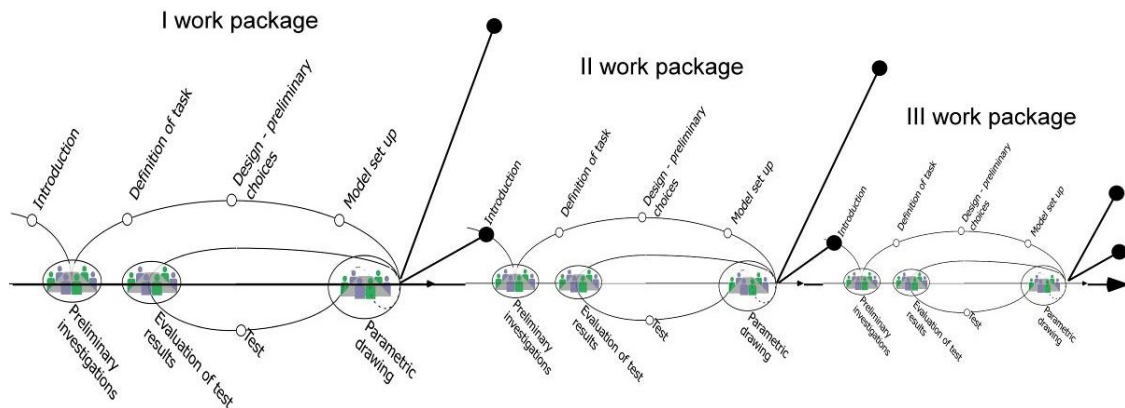 I work package
Introduction
Definition of task
Design - preliminary
choices
Model set up
Preliminary
investigations
Evaluation of test
results
Test
Parametric
drawing
II work package
Introduction
Definition of task
Design - preliminary
choices
Model set up
Preliminary
investigations
Evaluation of test
results
Test
Parametric
drawing
III work package
Introduction
Definition of task
Design - preliminary
choices
Model set up
Preliminary
investigations
Evaluation of test
results
Test
Parametric
drawing